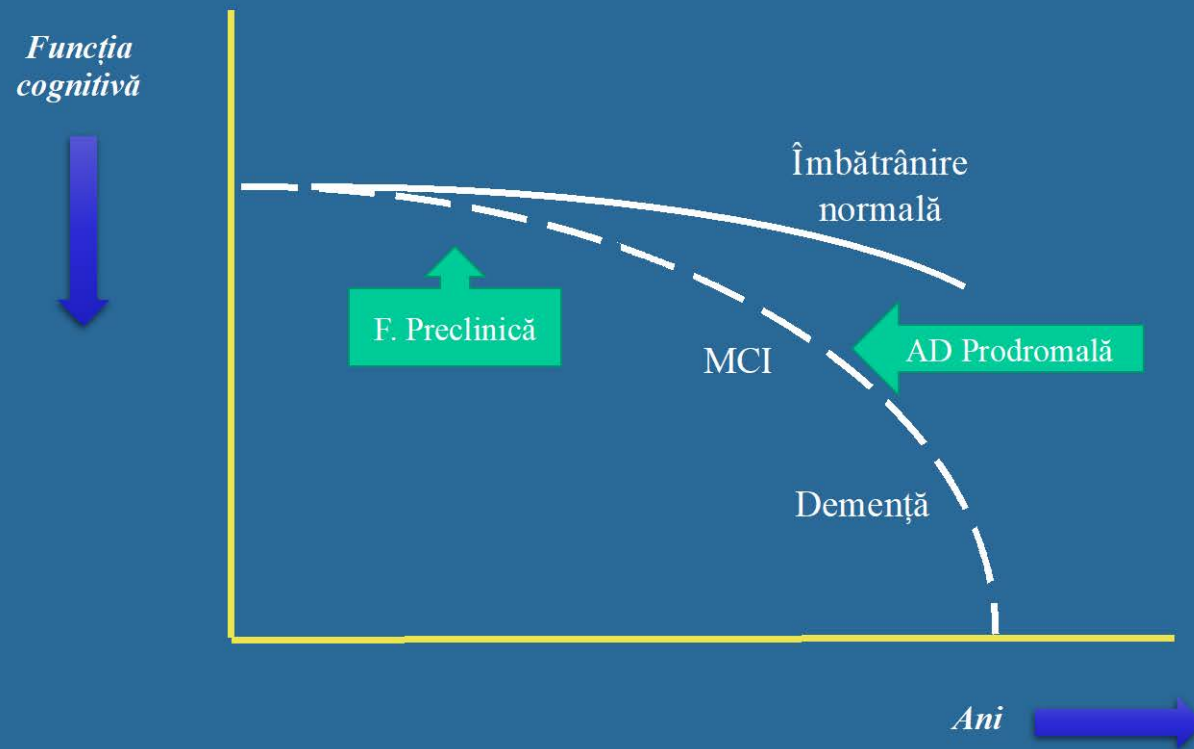 Funcția
cognitivă
Îmbătrânire
normală
F. Preclinică
AD Prodromală
MCI
Demență
Ani